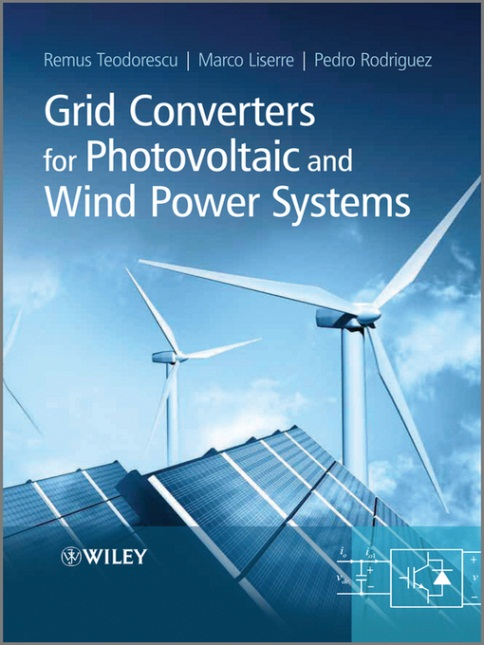 Remus Teodorescu | Marco Liserre | Pedro Rodriguez
Grid Converters
for Photovoltaic and
Wind Power Systems
WILEY